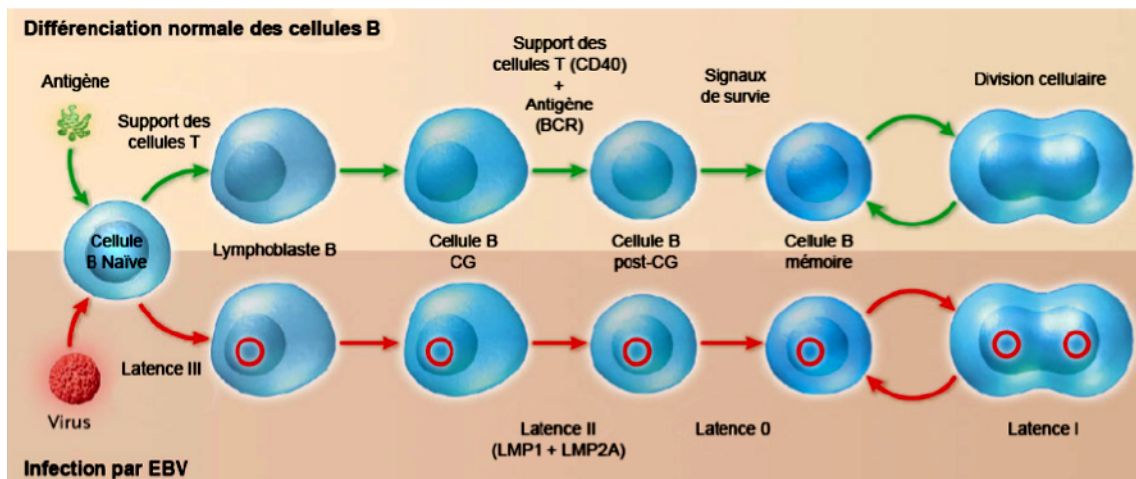 Différenciation normale des cellules B
Antigène
Support des
cellules T
Support des
cellules T (CD40)
+
Antigène
(BCR)
Signaux
de survie
Division cellulaire
Cellule
B Naïve
Lymphoblaste B
Cellule B
CG
Cellule B
post-CG
Cellule B
mémoire
Virus
Latence III
Latence II
(LMP1 + LMP2A)
Latence 0
Latence I
Infection par EBV